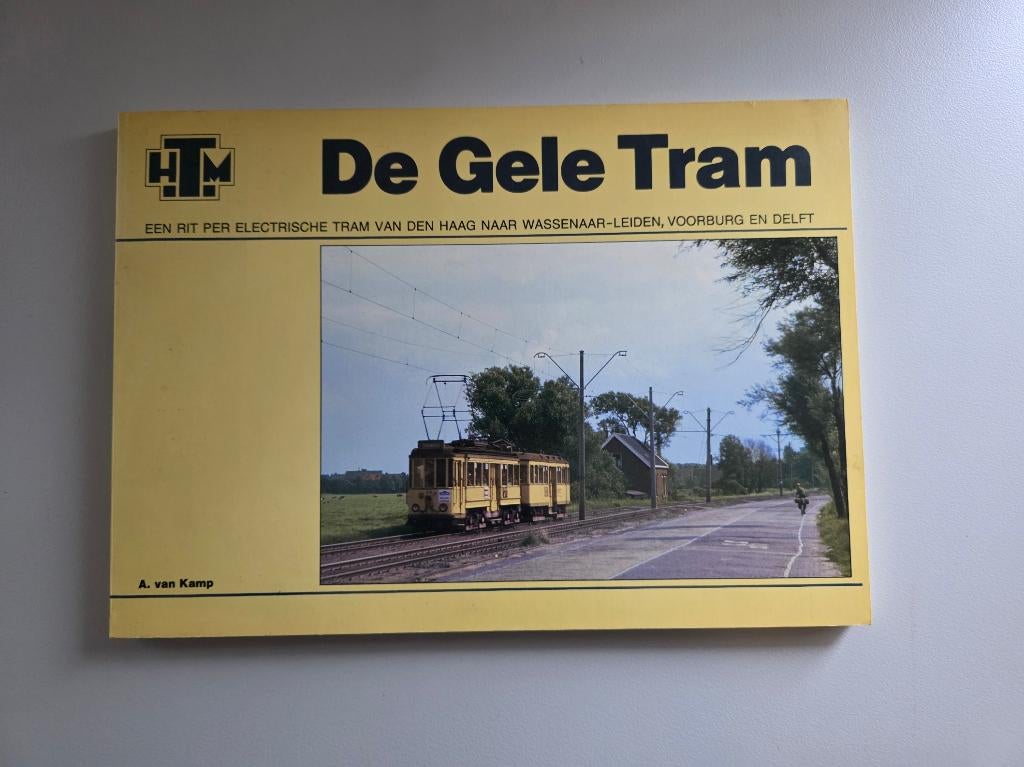 HTM
De Gele Tram
EEN RIT PER ELECTRISCHE TRAM VAN DEN HAAG NAAR WASSENAAR-LEIDEN, VOORBURG EN DELFT
A. van Kamp